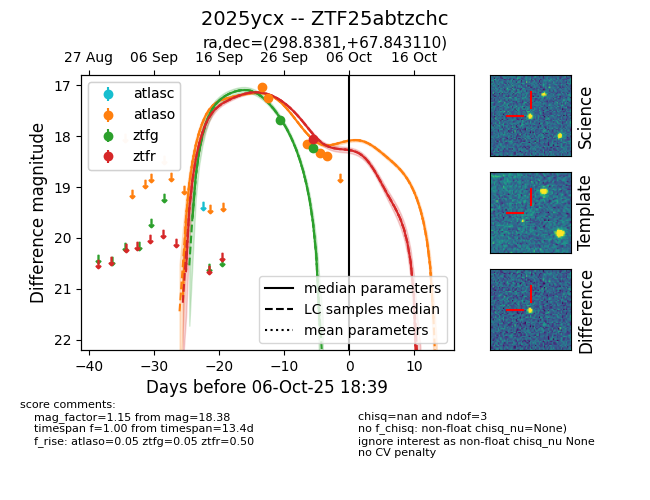 2025ycx -- ZTF25abtzchc
ra,dec=(298.8381,+67.843110)
27 Aug 06 Sep 16 Sep 26 Sep 06 Oct 16 Oct
17
18
19
20
21
22
Difference magnitude
atlasc
atlaso
ztfg
ztfr
median parameters
LC samples median
mean parameters
−40 −30 −20 −10 0 10
Days before 06-Oct-25 18:39
Science
Template
Difference
score comments:
mag_factor=1.15 from mag=18.38
timespan f=1.00 from timespan=13.4d
f_rise: atlaso=0.05 ztfg=0.05 ztfr=0.50
chisq=nan and ndof=3
no f_chisq: non-float chisq_nu=None)
ignore interest as non-float chisq_nu None
no CV penalty